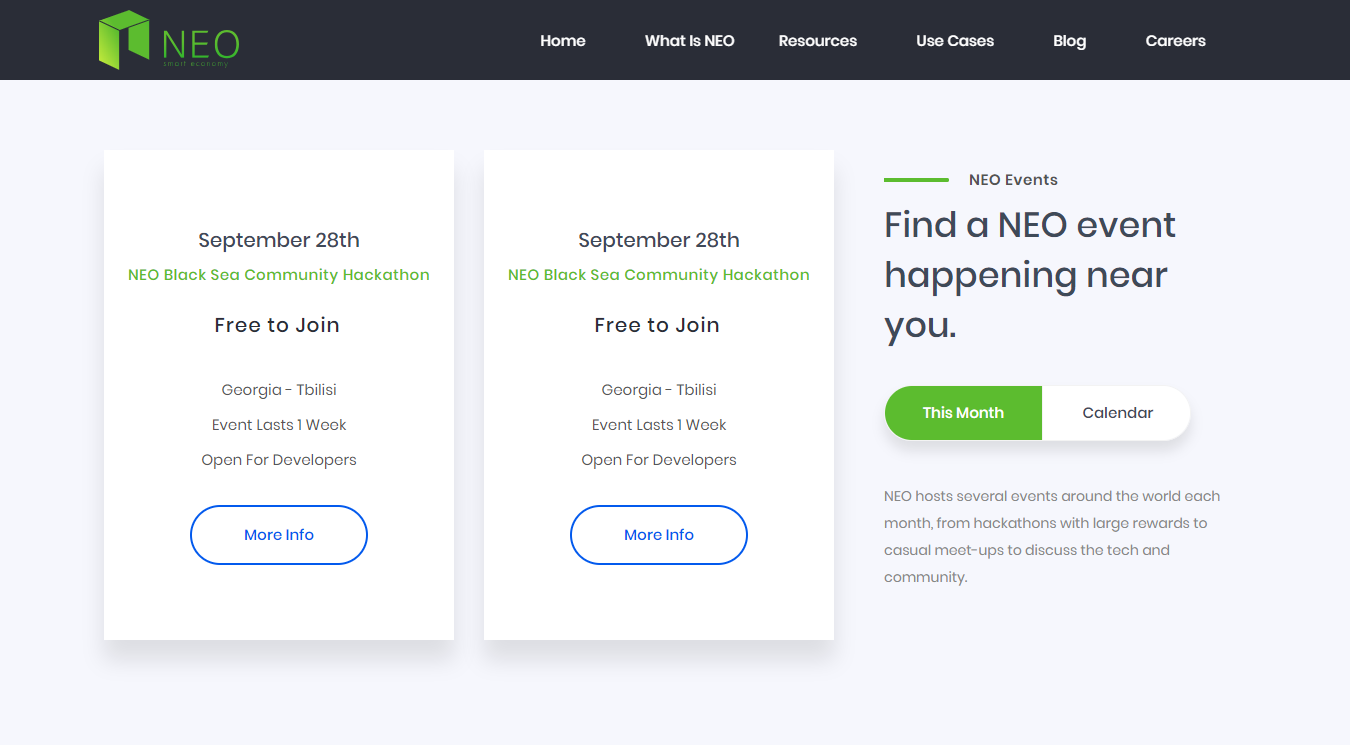 NEO
smart economy
Home What Is NEO Resources Use Cases Blog Careers
September 28th
NEO Black Sea Community Hackathon
Free to Join
Georgia - Tbilisi
Event Lasts 1 Week
Open For Developers
More Info
September 28th
NEO Black Sea Community Hackathon
Free to Join
Georgia - Tbilisi
Event Lasts 1 Week
Open For Developers
More Info
NEO Events
Find a NEO event
happening near
you.
This Month Calendar
NEO hosts several events around the world each
month, from hackathons with large rewards to
casual meet-ups to discuss the tech and
community.